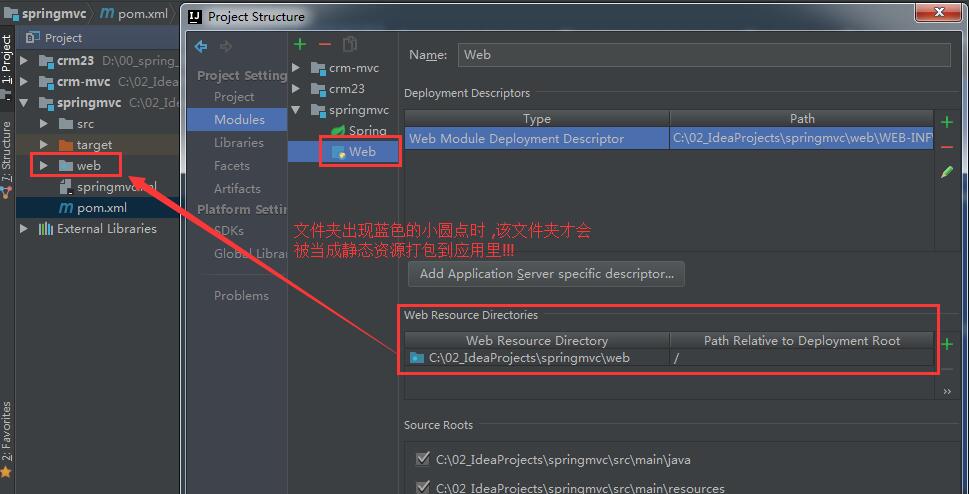 springmvc
pom.xml
Project Structure
1: Project
Project
crm23 D:\00_spring_
crm-mvc C:\02_Idea
springmvc C:\02_Id
src
target
web
springmvc.xml
pom.xml
External Libraries
7: Structure
2: Favorites
Project Setting
Project
Modules
Libraries
Facets
Artifacts
Platform Settin
SDKs
Global Libra
Problems
crm-mvc
crm23
springmvc
Spring
Web
Name: Web
Deployment Descriptors
Type Path
Web Module Deployment Descriptor C:\02_IdeaProjects\springmvc\web\WEB-INF
文件夹出现蓝色的小圆点时 ,该文件夹才会
被当成静态资源打包到应用里!!!
Add Application Server specific descriptor...
Web Resource Directories
Web Resource Directory Path Relative to Deployment Root
C:\02_IdeaProjects\springmvc\web /
Source Roots
C:\02_IdeaProjects\springmvc\src\main\java
C:\02_IdeaProjects\springmvc\src\main\resources